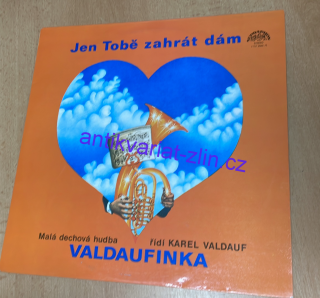 Jen Tobě zahrát dám
antikvariat-zlin.cz
Malá dechová hudba
řídí KAREL VALDAUF
VALDAUFINKA